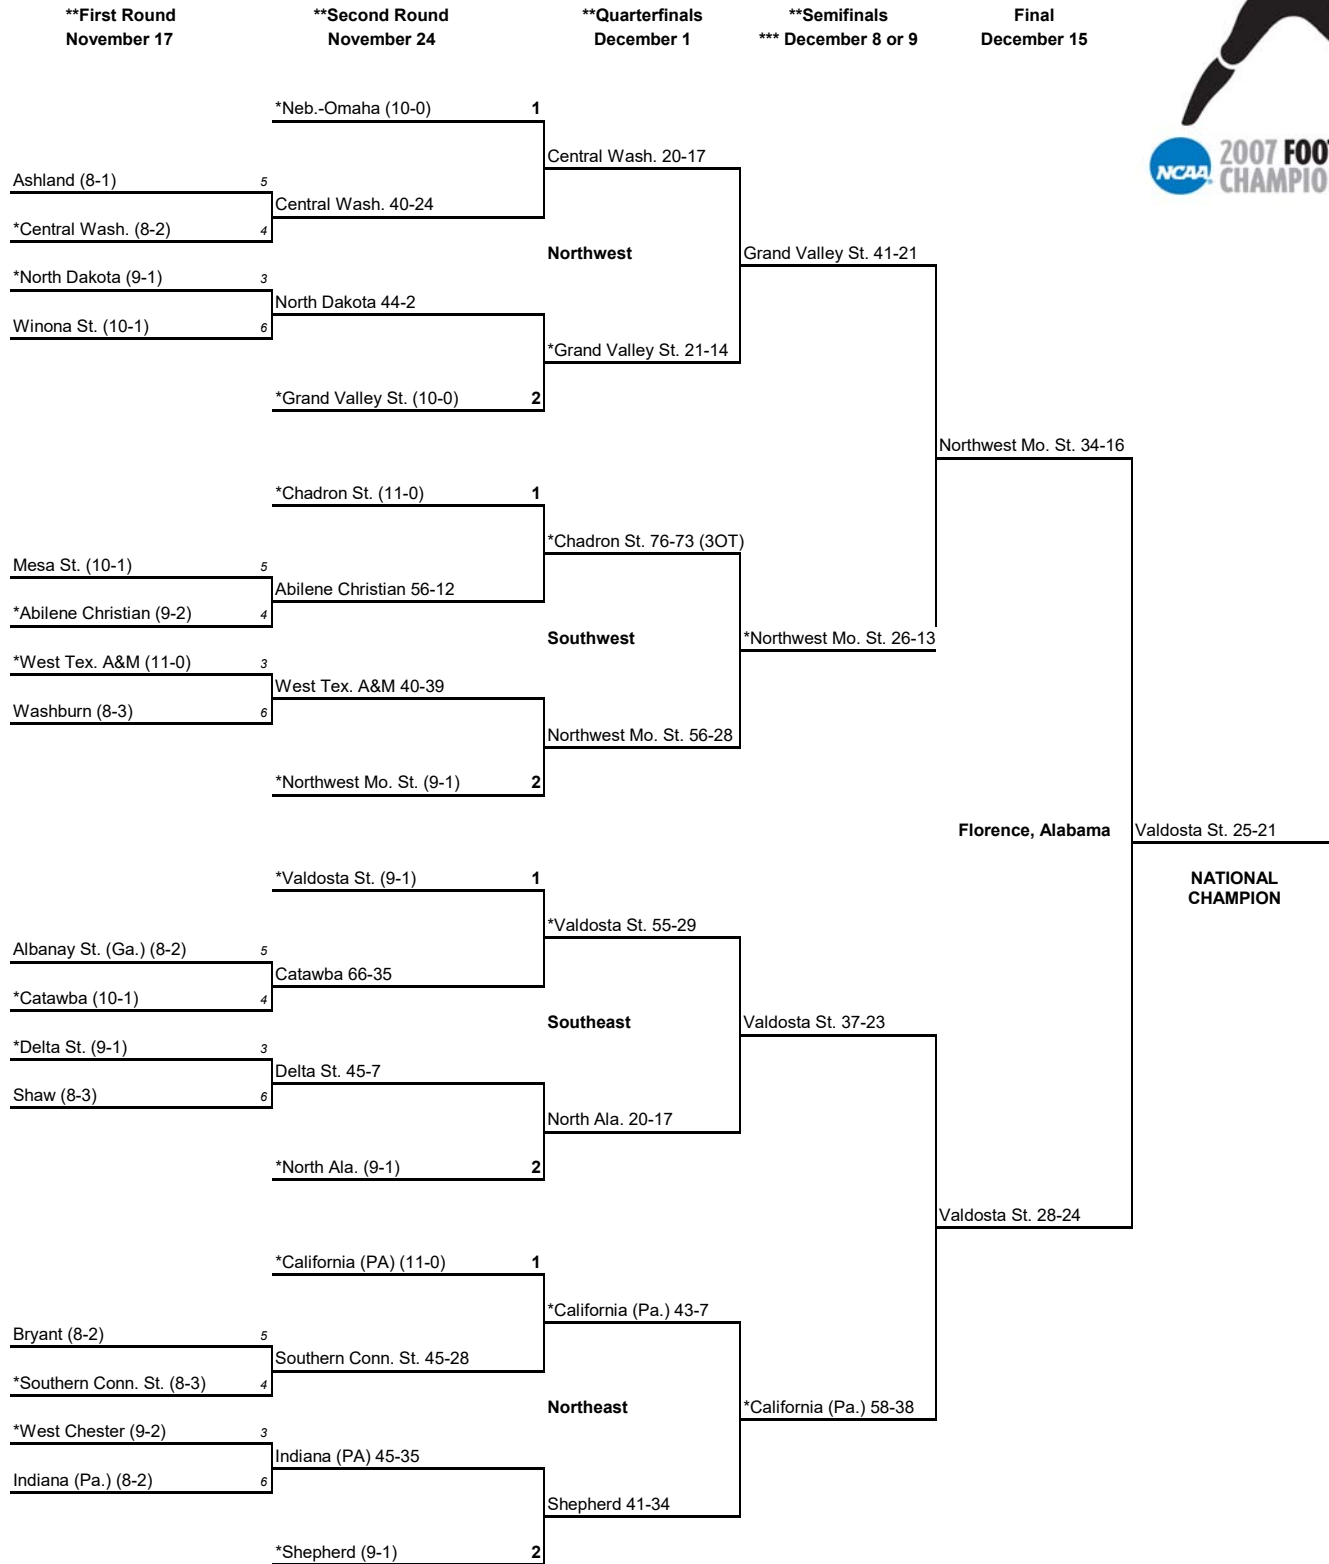 **First Round
November 17
**Second Round
November 24
**Quarterfinals
December 1
**Semifinals
*** December 8 or 9
Final
December 15
NCAA
2007
*Neb.-Omaha (10-0) 1
Central Wash. 20-17
Ashland (8-1) 5
Central Wash. 40-24
*Central Wash. (8-2) 4
Northwest
Grand Valley St. 41-21
*North Dakota (9-1) 3
North Dakota 44-2
Winona St. (10-1) 6
*Grand Valley St. 21-14
*Grand Valley St. (10-0) 2
Northwest Mo. St. 34-16
*Chadron St. (11-0) 1
*Chadron St. 76-73 (3OT)
Mesa St. (10-1) 5
Abilene Christian 56-12
*Abilene Christian (9-2) 4
Southwest
*Northwest Mo. St. 26-13
*West Tex. A&M (11-0) 3
West Tex. A&M 40-39
Washburn (8-3) 6
Northwest Mo. St. 56-28
*Northwest Mo. St. (9-1) 2
Florence, Alabama
Valdosta St. 25-21
NATIONAL
CHAMPION
*Valdosta St. (9-1) 1
*Valdosta St. 55-29
Albanay St. (Ga.) (8-2) 5
Catawba 66-35
*Catawba (10-1) 4
Southeast
Valdosta St. 37-23
*Delta St. (9-1) 3
Delta St. 45-7
Shaw (8-3) 6
North Ala. 20-17
*North Ala. (9-1) 2
Valdosta St. 28-24
*California (PA) (11-0) 1
*California (Pa.) 43-7
Bryant (8-2) 5
Southern Conn. St. 45-28
*Southern Conn. St. (8-3) 4
Northeast
*California (Pa.) 58-38
*West Chester (9-2) 3
Indiana (PA) 45-35
Indiana (Pa.) (8-2) 6
Shepherd 41-34
*Shepherd (9-1) 2